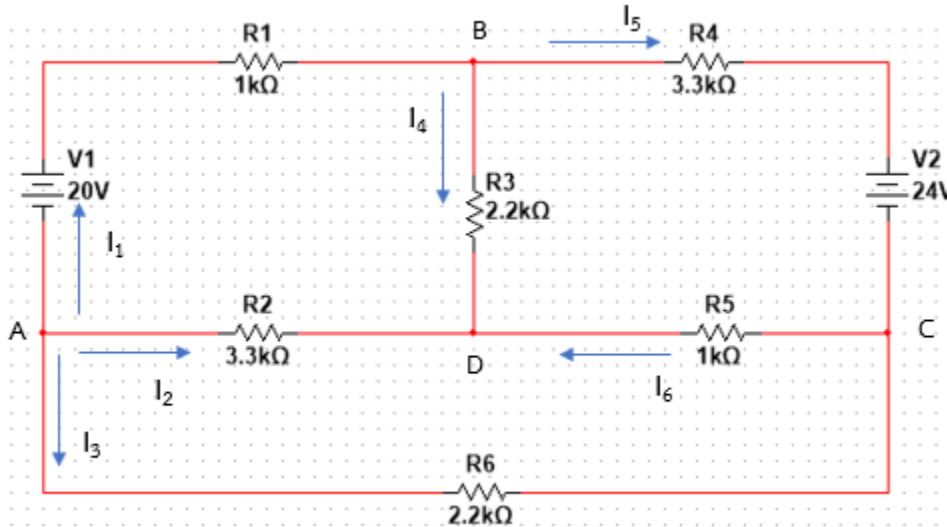 B
I₅
R1
R4
1kΩ
3.3kΩ
I₄
V1
20V
V2
24V
R3
2.2kΩ
I₁
A
R2
3.3kΩ
R5
1kΩ
C
D
I₂
I₆
I₃
R6
2.2kΩ